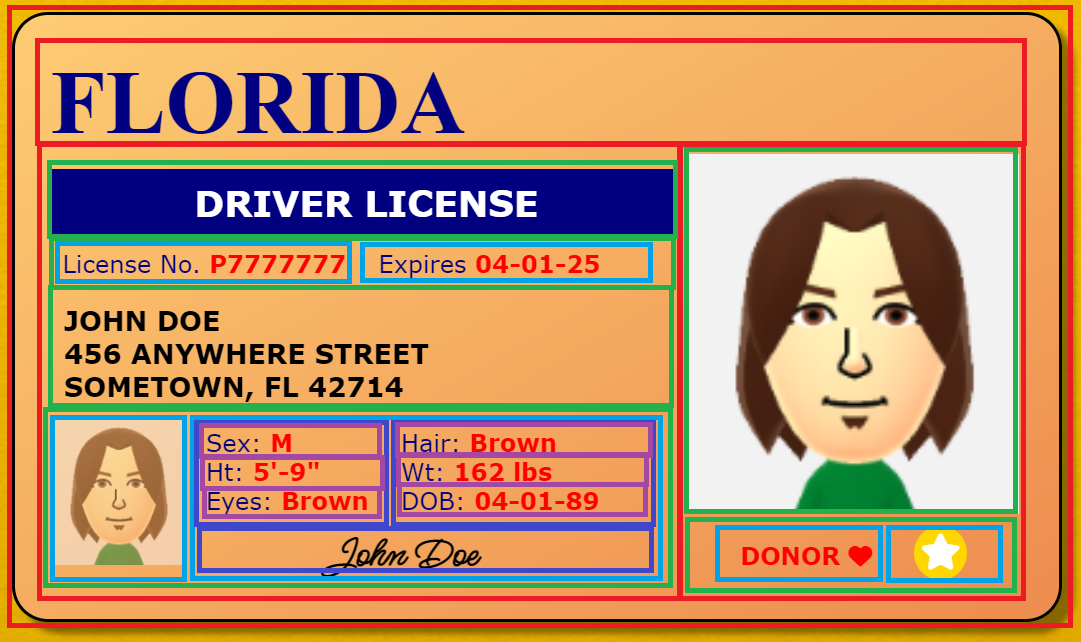 FLORIDA
DRIVER LICENSE
License No. P7777777 Expires 04-01-25
JOHN DOE
456 ANYWHERE STREET
SOMETOWN, FL 42714
Sex: M Hair: Brown
Ht: 5'-9" Wt: 162 lbs
Eyes: Brown DOB: 04-01-89
John Doe
DONOR